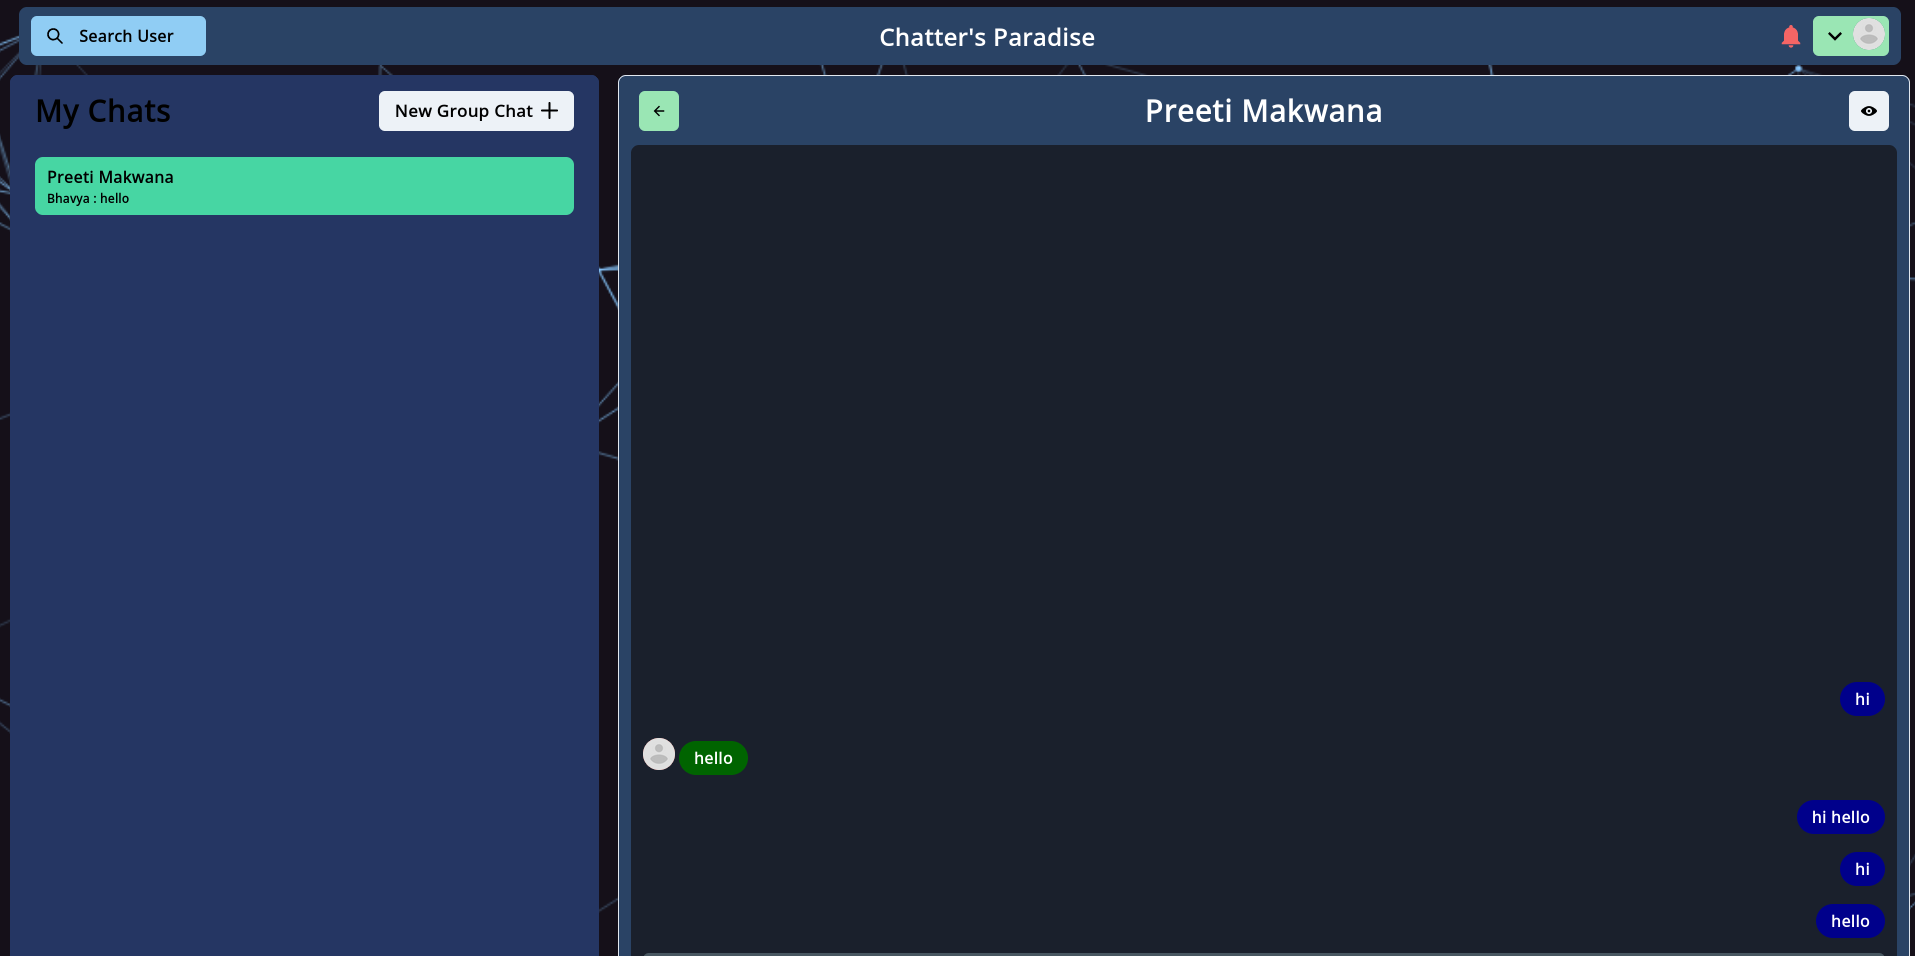 Search User
Chatter's Paradise
My Chats
New Group Chat
Preeti Makwana
Bhavya : hello
Preeti Makwana
hi
hello
hi hello
hi
hello